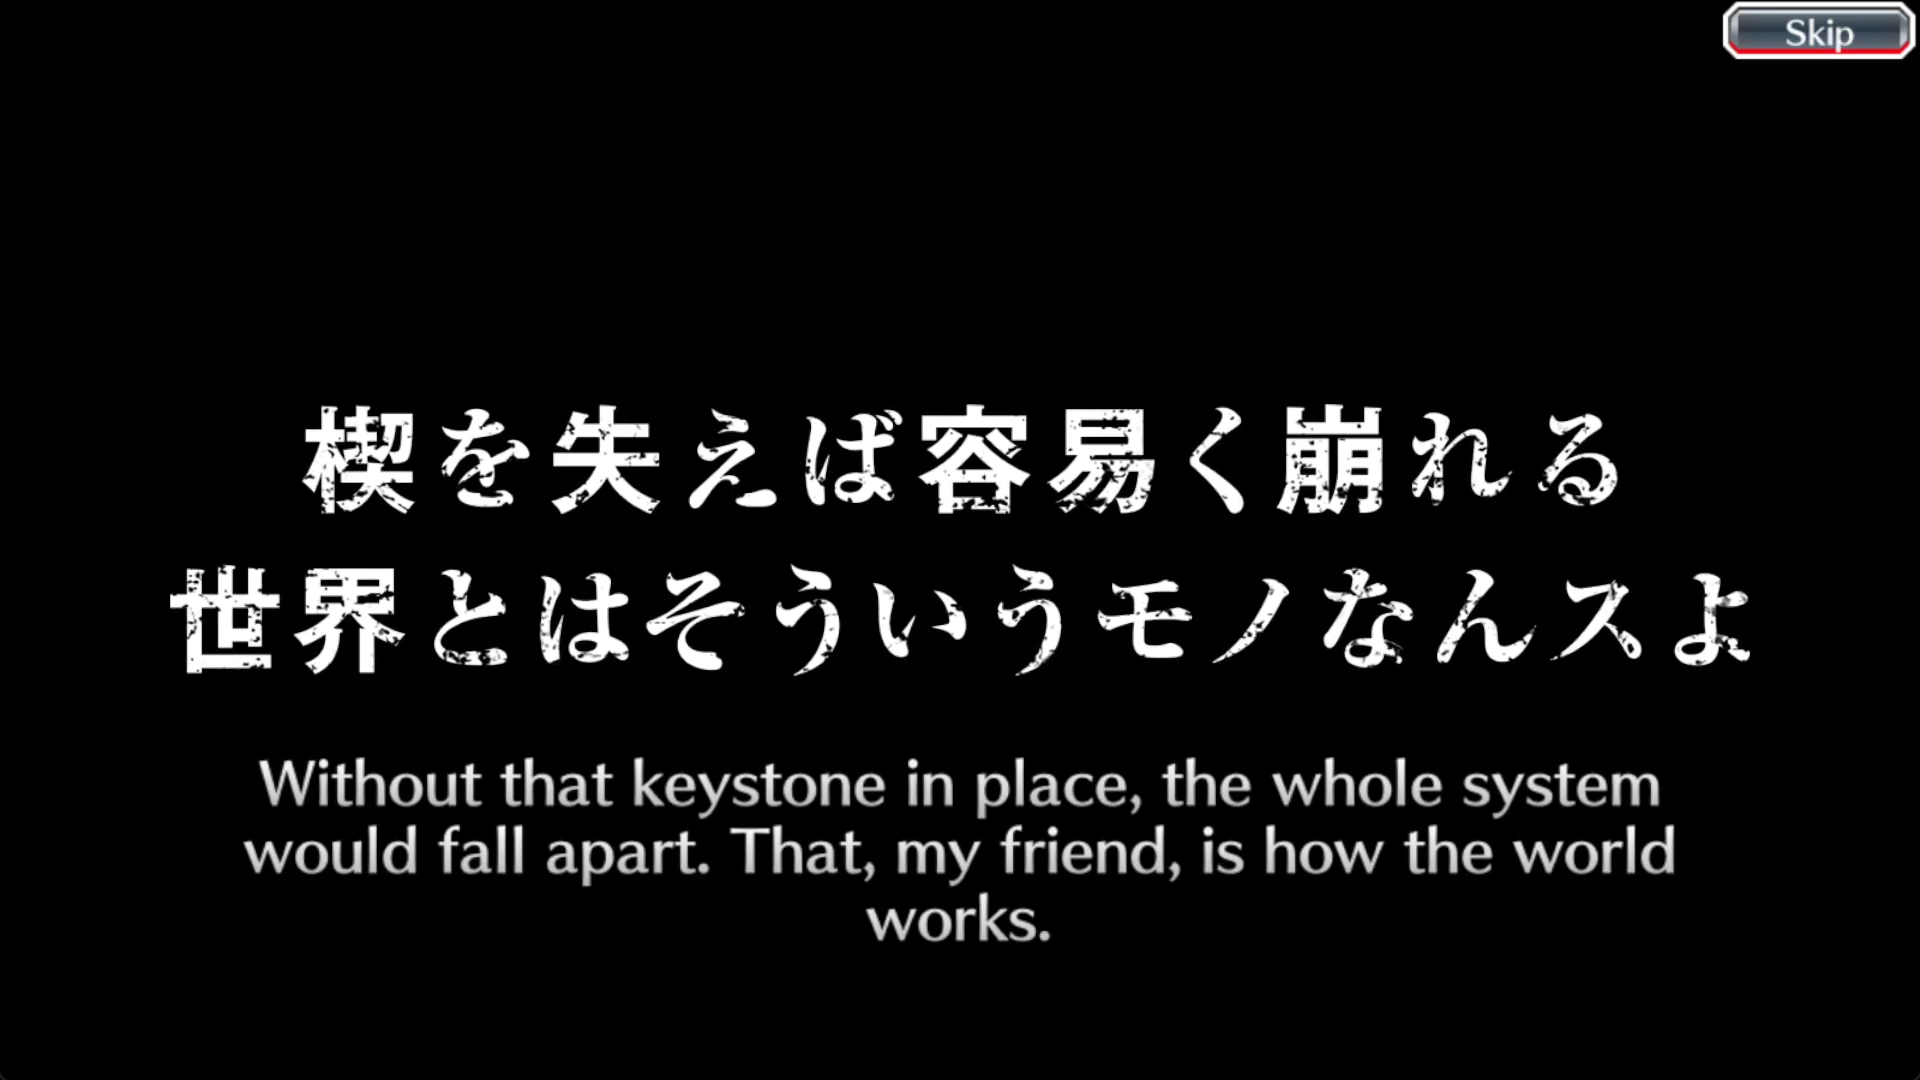 Skip
楔を失えば容易く崩れる
世界とはそういうモノなんスよ
Without that keystone in place, the whole system
would fall apart. That, my friend, is how the world
works.